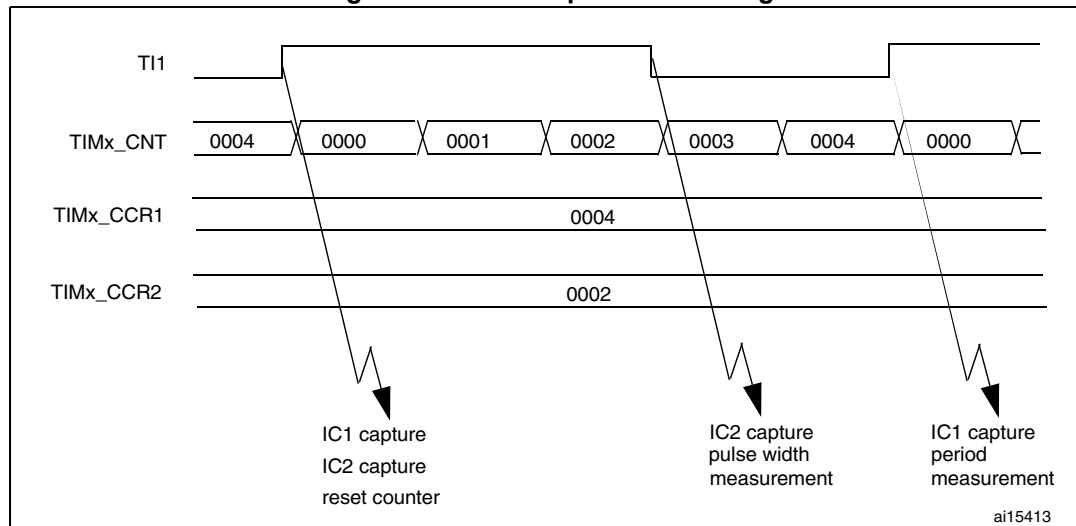 TI1
TIMx_CNT 0004 0000 0001 0002 0003 0004 0000
TIMx_CCR1 0004
TIMx_CCR2 0002
IC1 capture
IC2 capture
reset counter
IC2 capture
pulse width
measurement
IC1 capture
period
measurement
ai15413